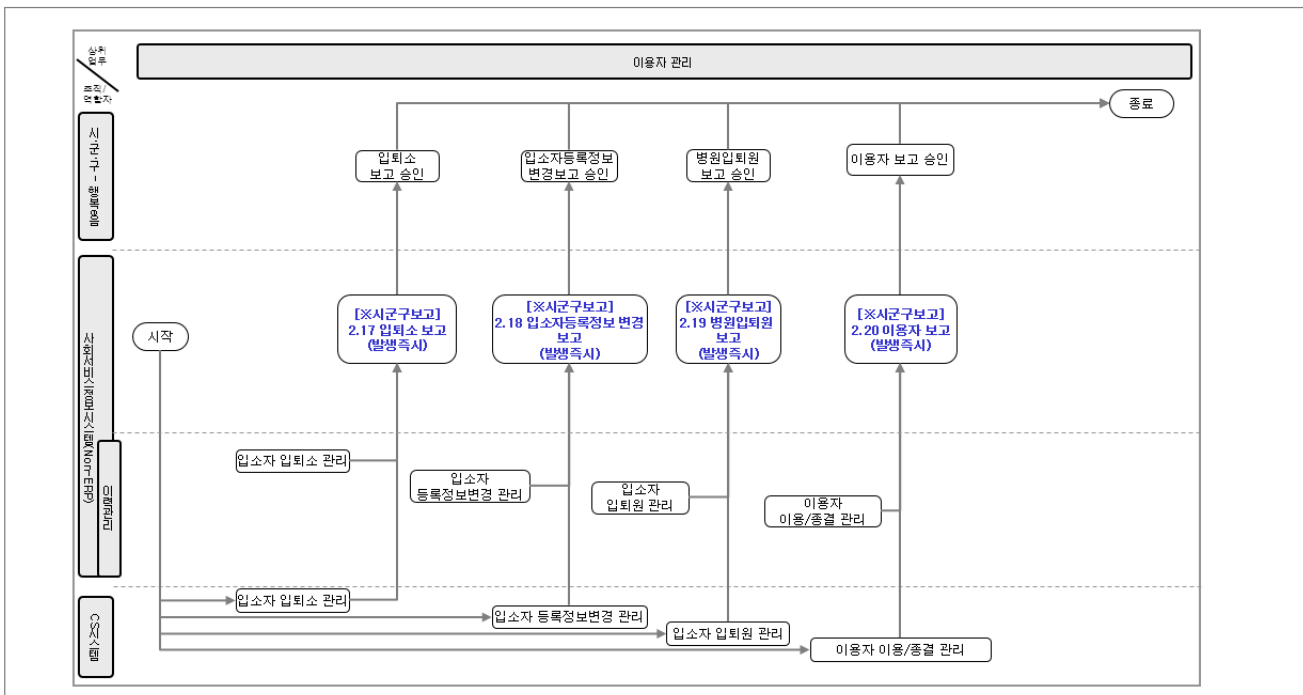 상위
업무
조직/
역할자
이용자 관리
종료
시·군·구-행복e음
입퇴소
보고 승인
입소자등록정보
변경보고 승인
병원입퇴원
보고 승인
이용자 보고 승인
사회서비스정보시스템(Non-ERP)
시작
[※시군구보고]
2.17 입퇴소 보고
(발생즉시)
[※시군구보고]
2.18 입소자등록정보 변경
보고
(발생즉시)
[※시군구보고]
2.19 병원입퇴원
보고
(발생즉시)
[※시군구보고]
2.20 이용자 보고
(발생즉시)
이력관리
입소자 입퇴소 관리
입소자
등록정보변경 관리
입소자
입퇴원 관리
이용자
이용/종결 관리
CS시스템
입소자 입퇴소 관리
입소자 등록정보변경 관리
입소자 입퇴원 관리
이용자 이용/종결 관리